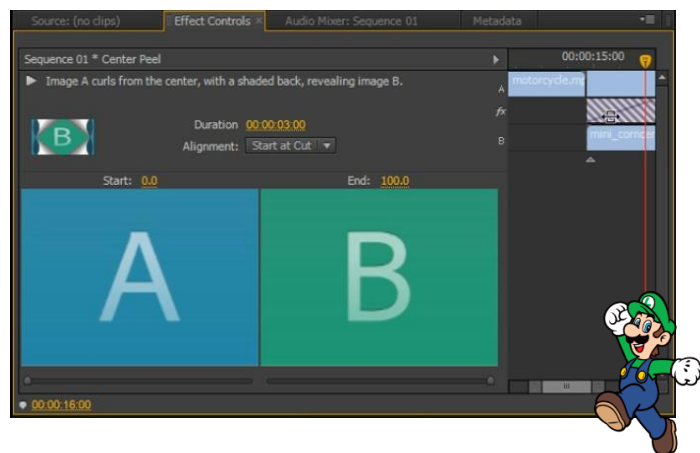 Source: (no clips) Effect Controls × Audio Mixer: Sequence 01 Metadata
Sequence 01 * Center Peel 00:00:15:00
Image A curls from the center, with a shaded back, revealing image B.
A motorcycle.mp
fx
B
Duration 00:00:03:00
Alignment: Start at Cut
B
Start: 0.0 End: 100.0
A B
00:00:16:00
L